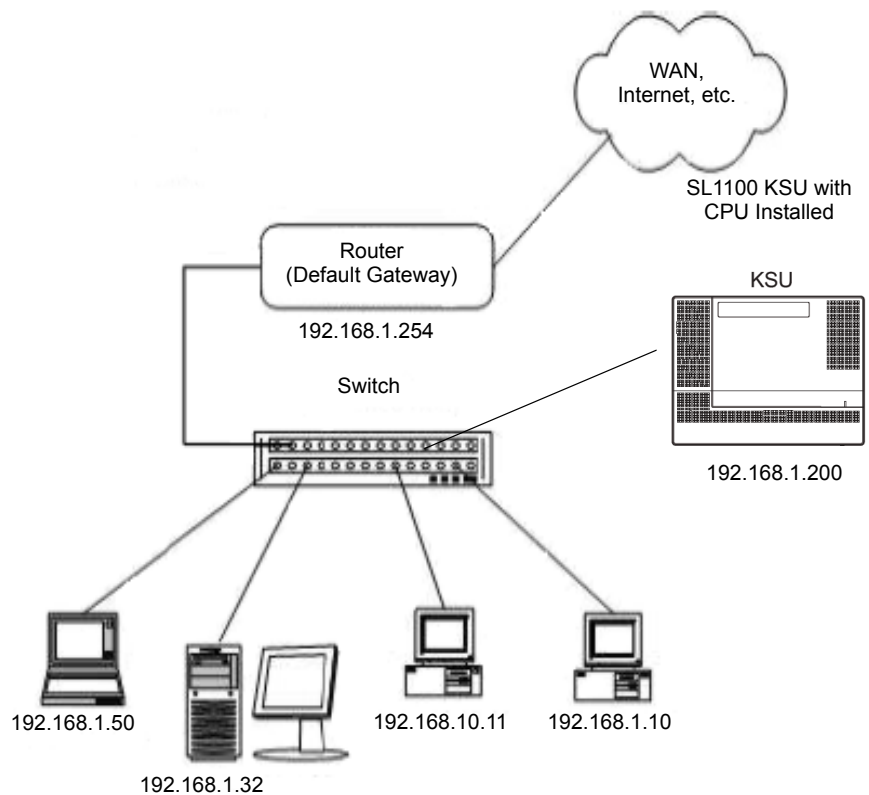 WAN,
Internet, etc.
SL1100 KSU with
CPU Installed
Router
(Default Gateway)
KSU
192.168.1.254
Switch
192.168.1.200
192.168.1.50
192.168.10.11
192.168.1.10
192.168.1.32